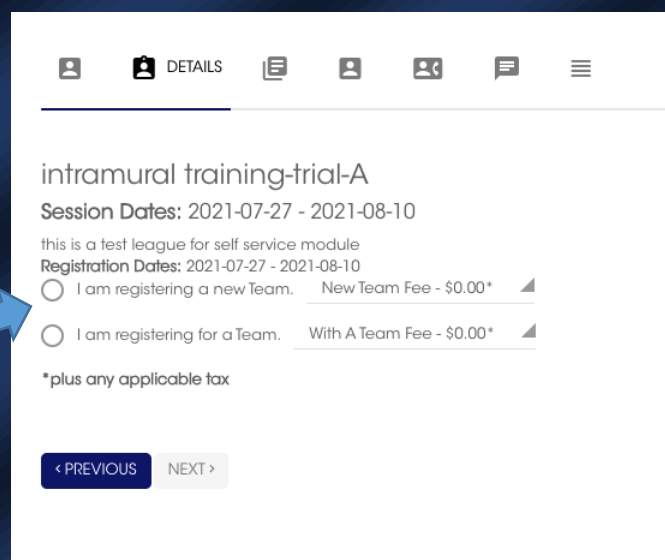 DETAILS
intramural training-trial-A
Session Dates: 2021-07-27 - 2021-08-10
this is a test league for self service module
Registration Dates: 2021-07-27 - 2021-08-10
I am registering a new Team. New Team Fee - $0.00*
I am registering for a Team. With A Team Fee - $0.00*
*plus any applicable tax
‹ PREVIOUS NEXT ›